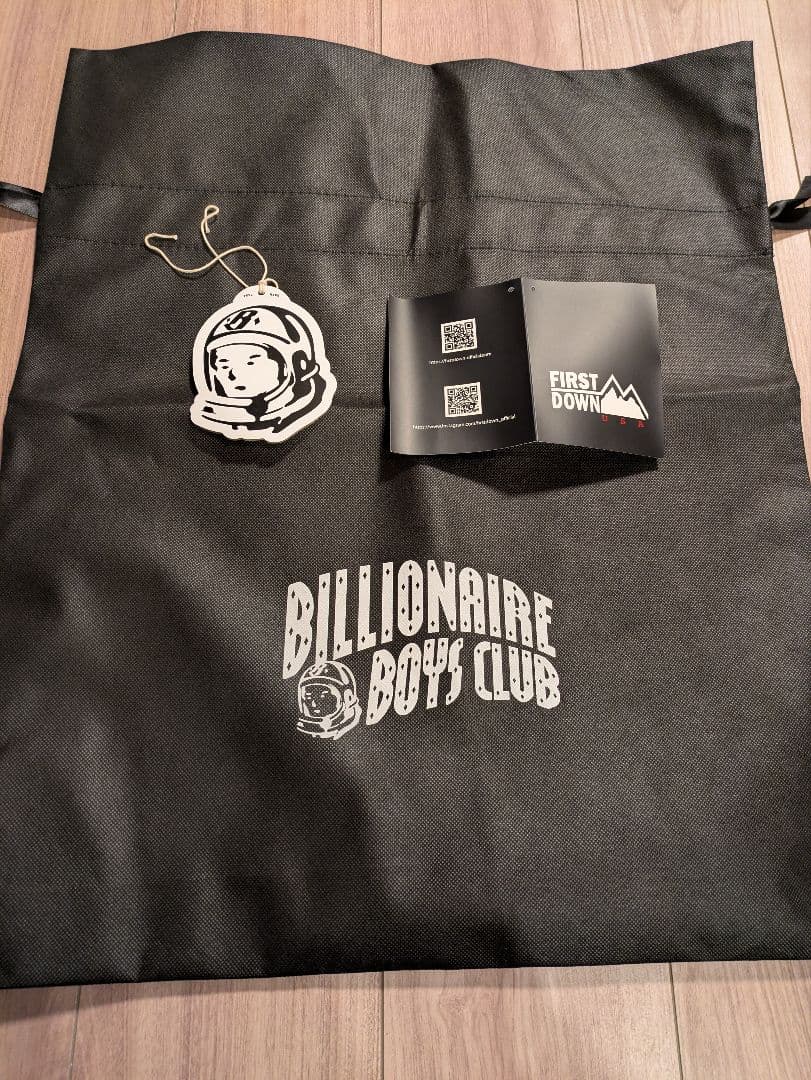 FIRST
DOWN
USA
BILLIONAIRE
BOYS CLUB